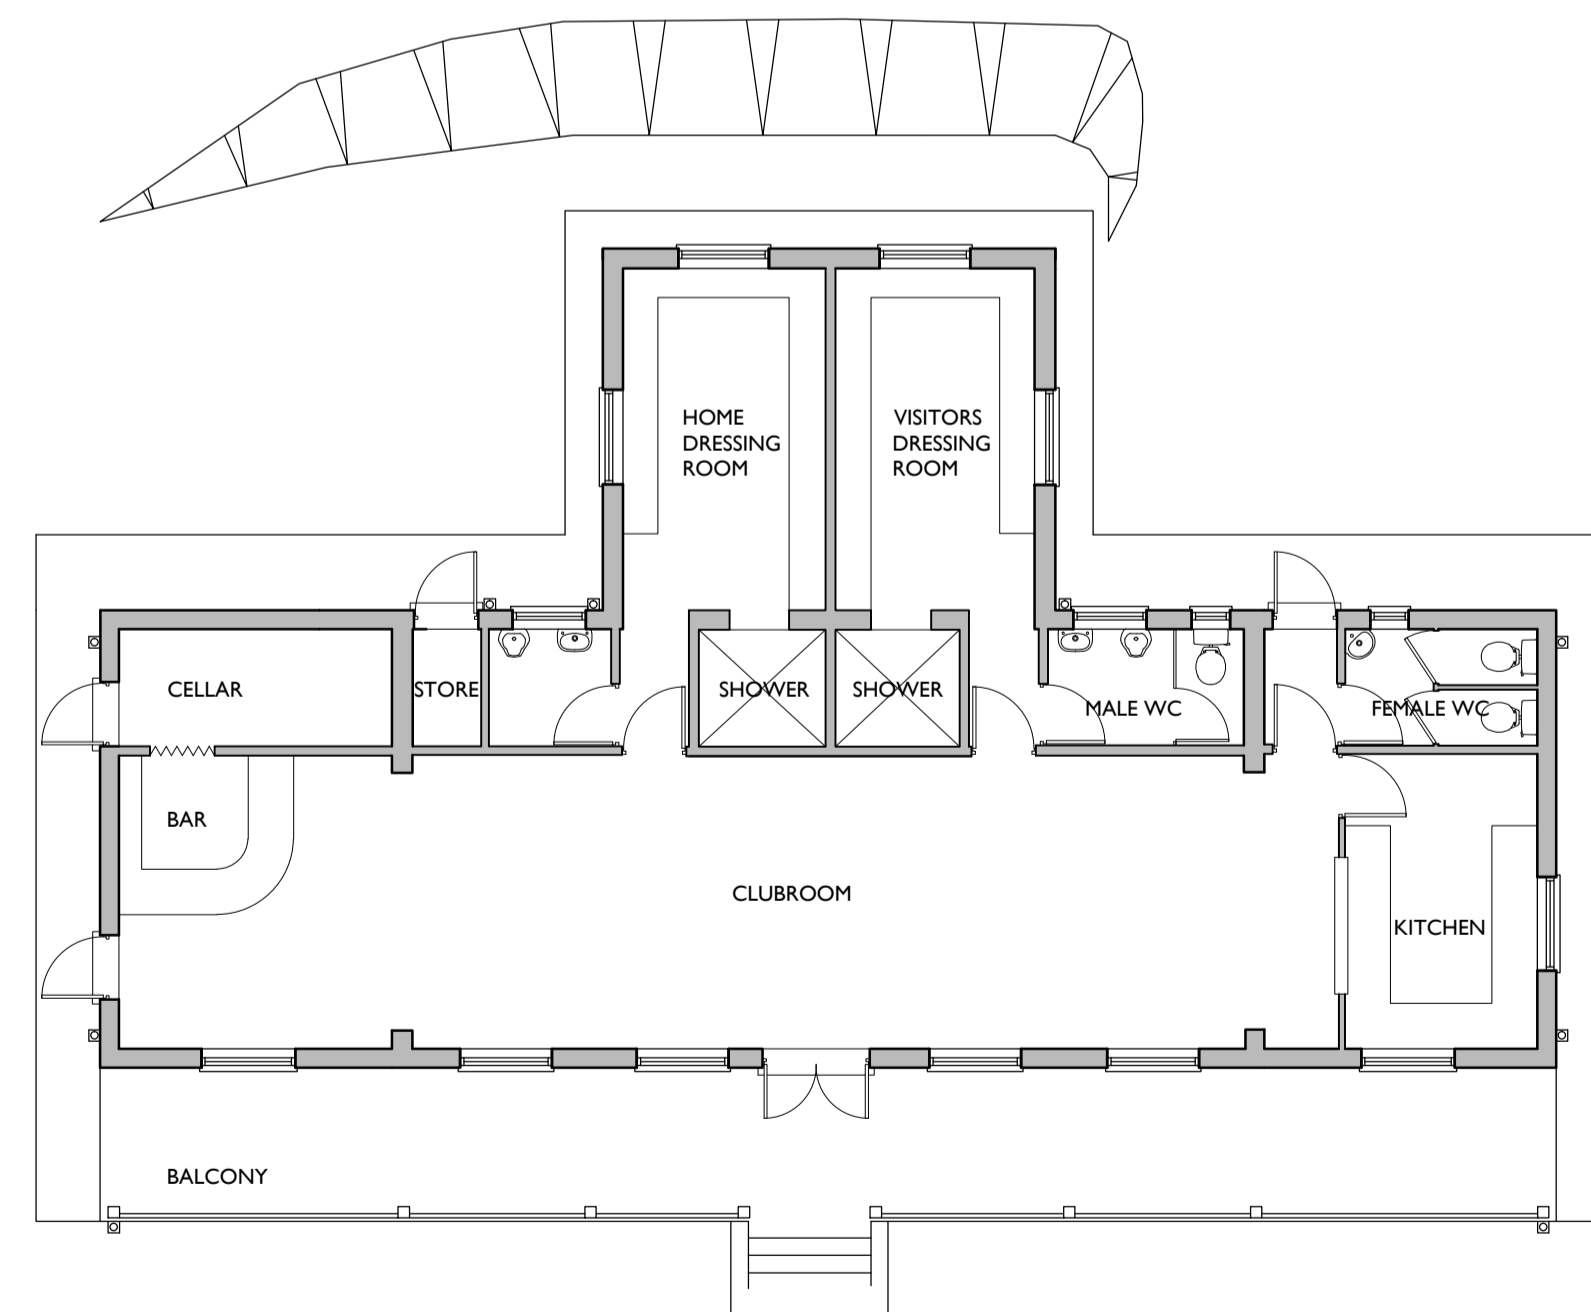 HOME
DRESSING
ROOM
VISITORS
DRESSING
ROOM
CELLAR
STORE
SHOWER
SHOWER
MALE WC
FEMALE WC
BAR
CLUBROOM
KITCHEN
BALCONY